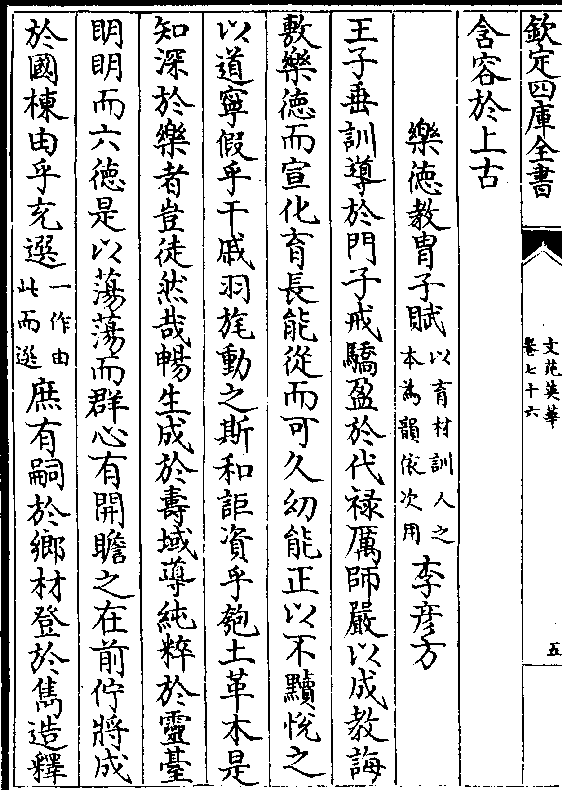 欽定四庫全書
文苑英華
卷七十六
五
含容於上古
樂德教胄子賦以育材訓人之
本為韻依次用李彥方
王子垂訓導於門子戒驕盈於代祿厲師嚴以成教誨
敷樂德而宣化育長能從而可久幼能正以不黷悅之
以道寧假乎干戚羽旄動之斯和詎資乎匏土革木是
知深於樂者豈徒然哉暢生成於壽域導純粹於靈臺
明明而六德是以蕩蕩而群心有開瞻之在前佇將成
於國棟由乎充選一作由
此而選庶有嗣於鄉材登於雋造釋